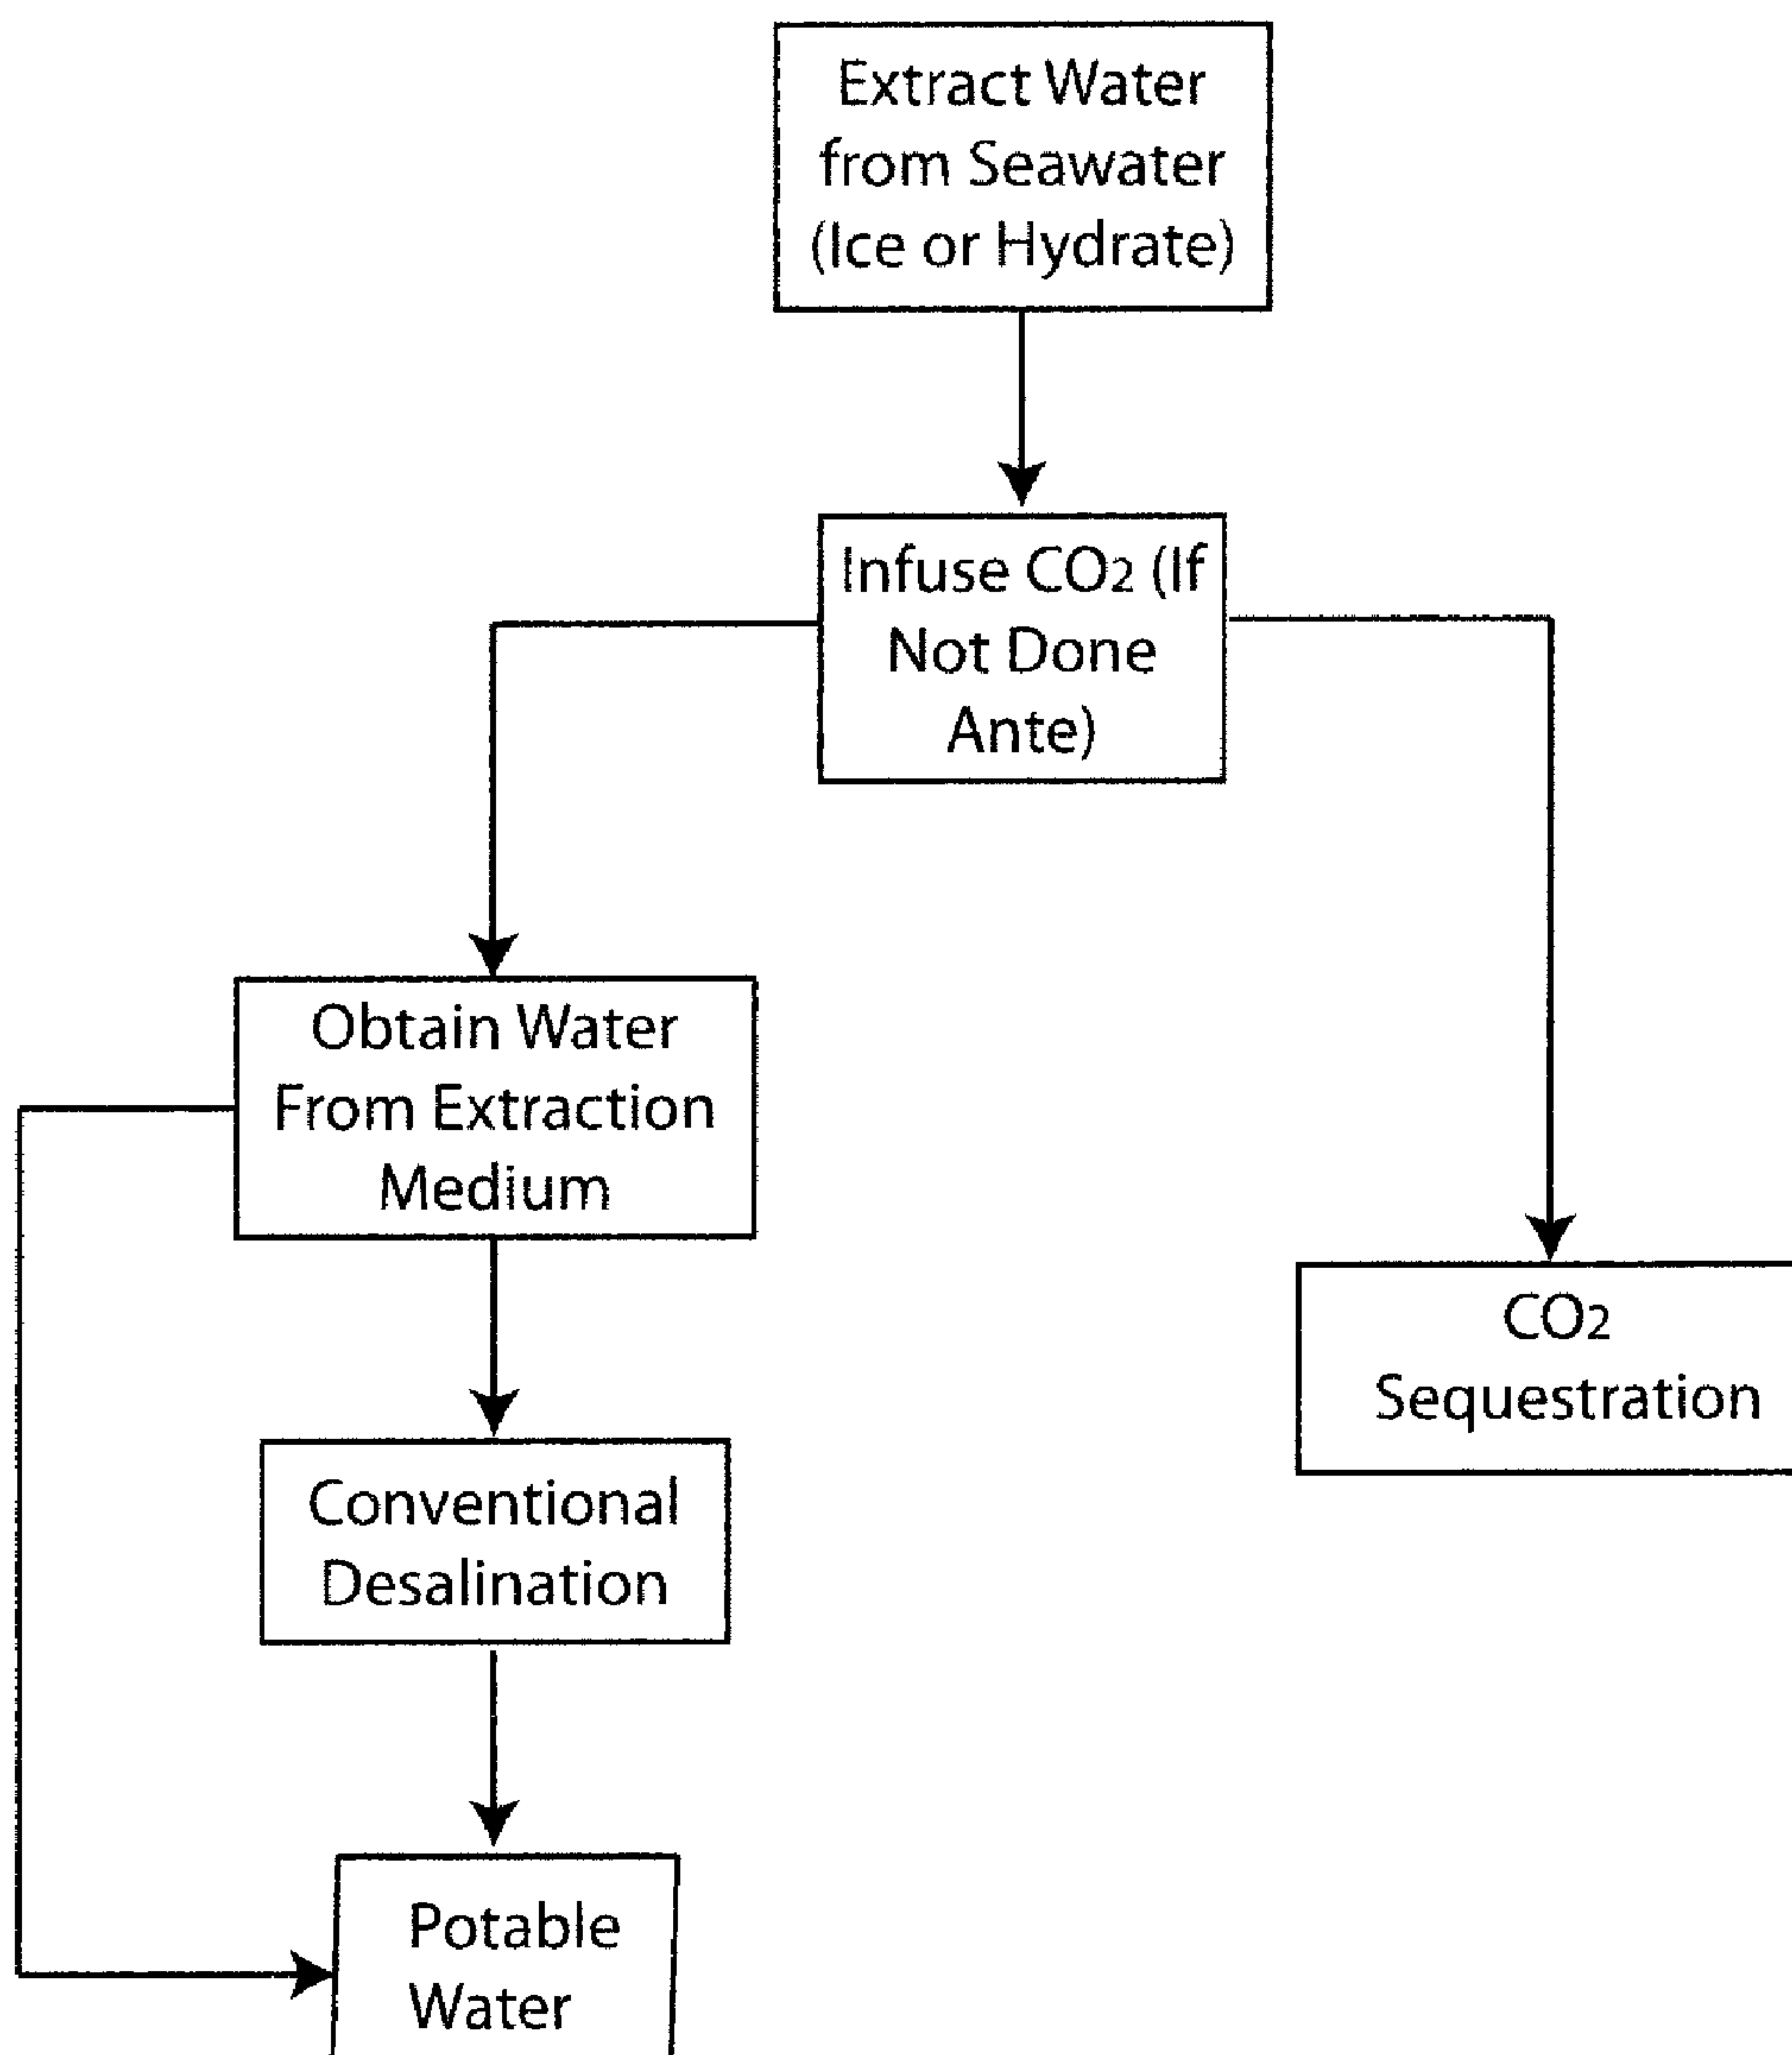 Extract Water
from Seawater
(Ice or Hydrate)
Infuse CO2 (If
Not Done
Ante)
Obtain Water
From Extraction
Medium
CO2
Sequestration
Conventional
Desalination
Potable
Water